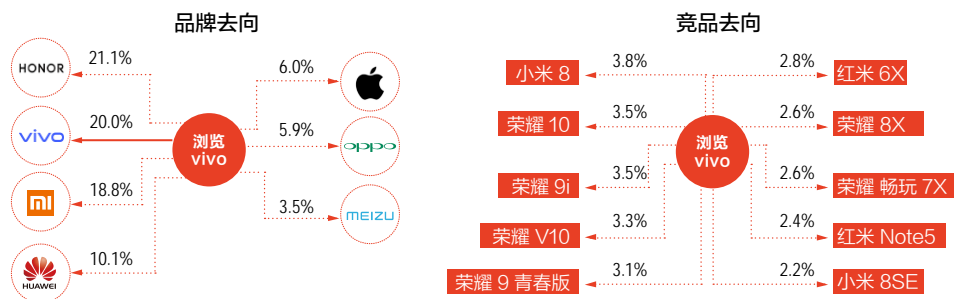 品牌去向
HONOR
21.1%
vivo
20.0%
mi
18.8%
HUAWEI
10.1%
浏览
vivo
6.0%
5.9%
oppo
3.5%
MEIZU
竞品去向
小米 8
3.8%
荣耀 10
3.5%
荣耀 9i
3.5%
荣耀 V10
3.3%
荣耀 9 青春版
3.1%
浏览
vivo
2.8%
红米 6X
2.6%
荣耀 8X
2.6%
荣耀 畅玩 7X
2.4%
红米 Note5
2.2%
小米 8SE